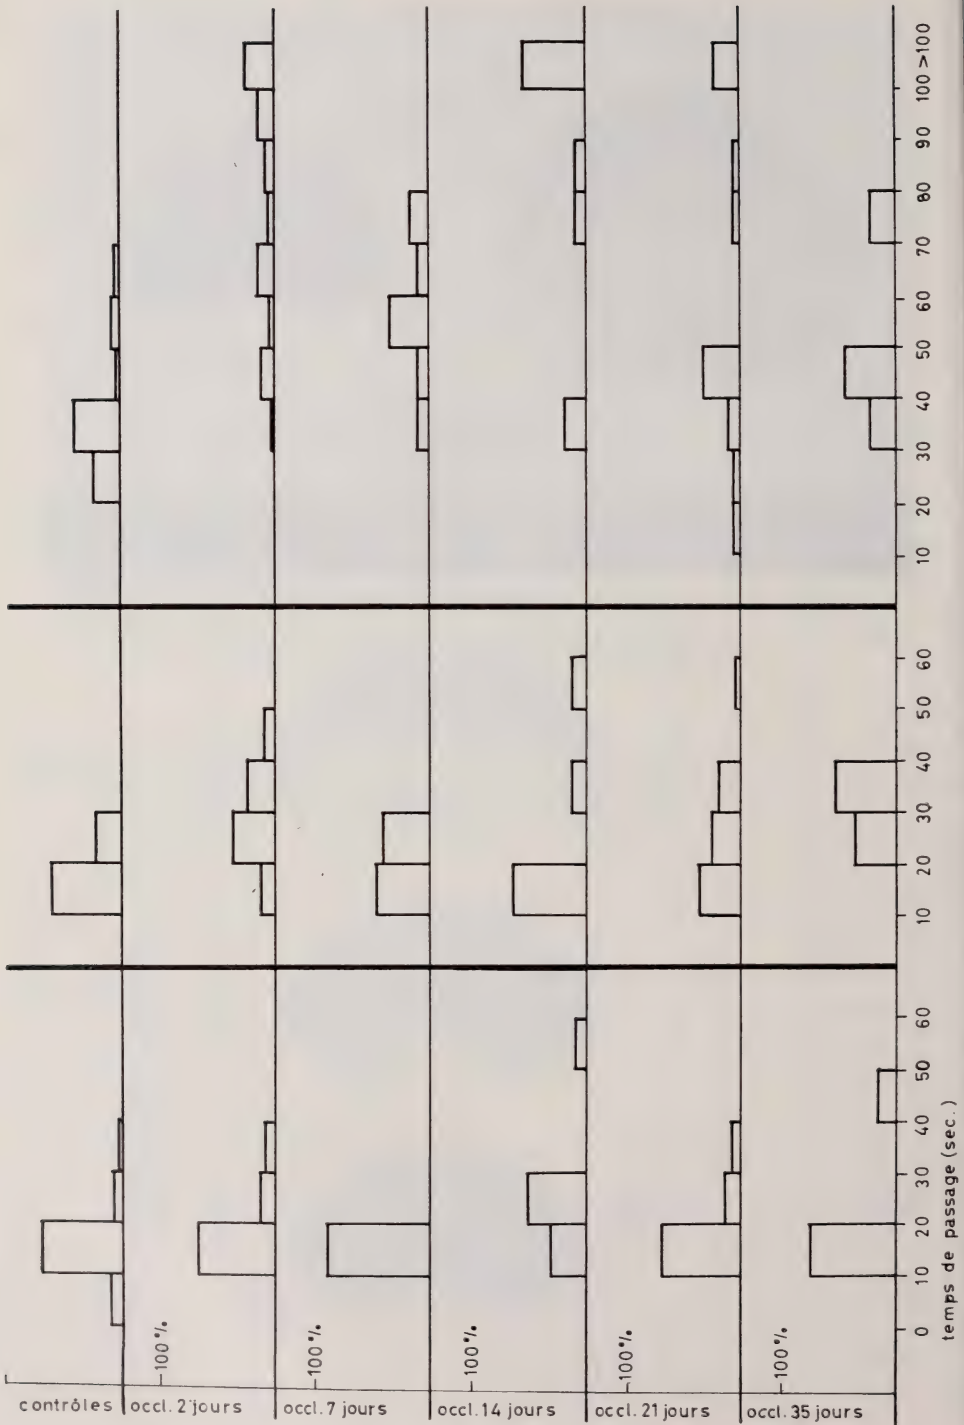 contrôles
occl. 2 jours
100%
occl. 7 jours
100%
occl. 14 jours
100%
occl. 21 jours
100%
occl. 35 jours
100%
0 10 20 30 40 50 60 10 20 30 40 50 60 10 20 30 40 50 60 70 80 90 100 >100
temps de passage (sec.)